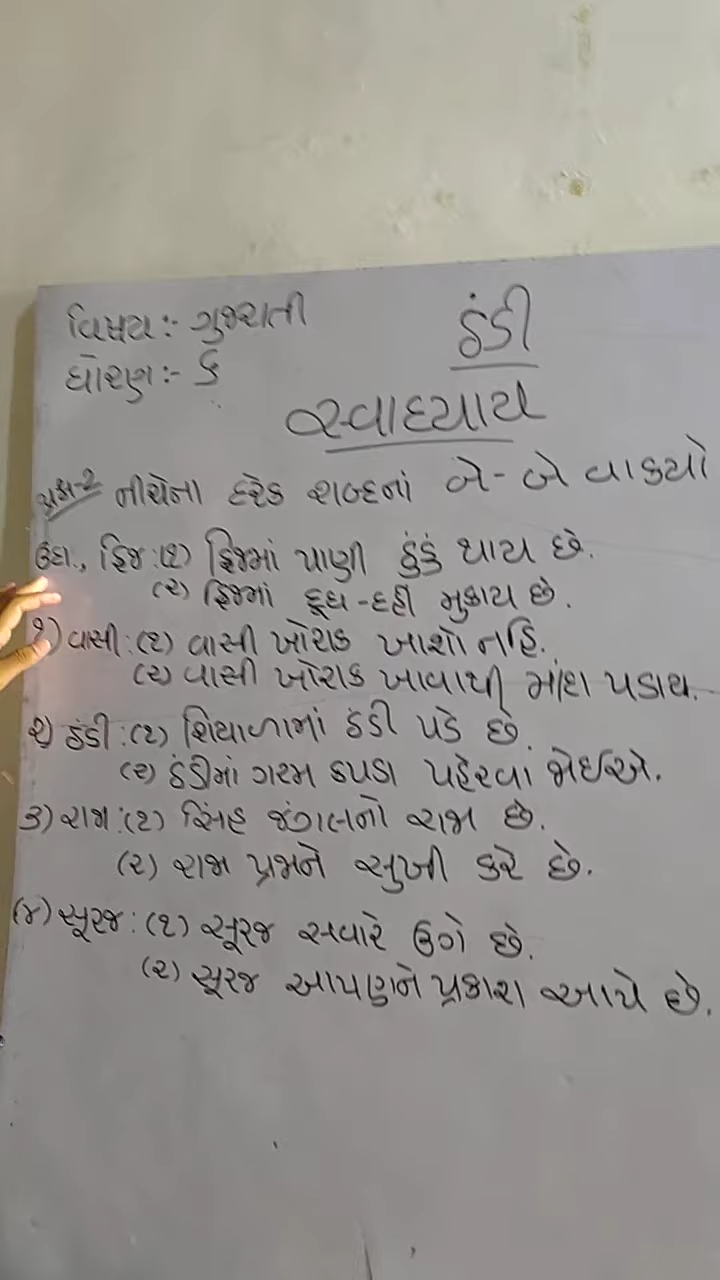 વિષય:- ગુજરાતી
ઠંડી
ધોરણ:- ૬
સ્વાધ્યાય
નીચેના દરેક શબ્દનાં બે-બે વાક્યો
ઉદા., ફ્રિજ:(૧) ફ્રિજમાં પાણી ઠુંકું થાય છે.
(૨) ફ્રિજમાં દૂધ-દહીં મુકાય છે.
૧) વાસી:(૧) વાસી ખોરાક ખાશો નહિ.
(૨) વાસી ખોરાક ખાવાથી માંદા પડાય.
૨) ઠંડી:(૧) શિયાળામાં ઠંડી પડે છે.
(૨) ઠંડીમાં ગરમ કપડા પહેરવા જોઈએ.
૩) રાજા:(૧) સિંહ જંગલનો રાજા છે.
(૨) રાજા પ્રજાને સુખી કરે છે.
(૪) સૂરજ:(૧) સૂરજ સવારે ઉગે છે.
(૨) સૂરજ આપણને પ્રકાશ આપે છે.